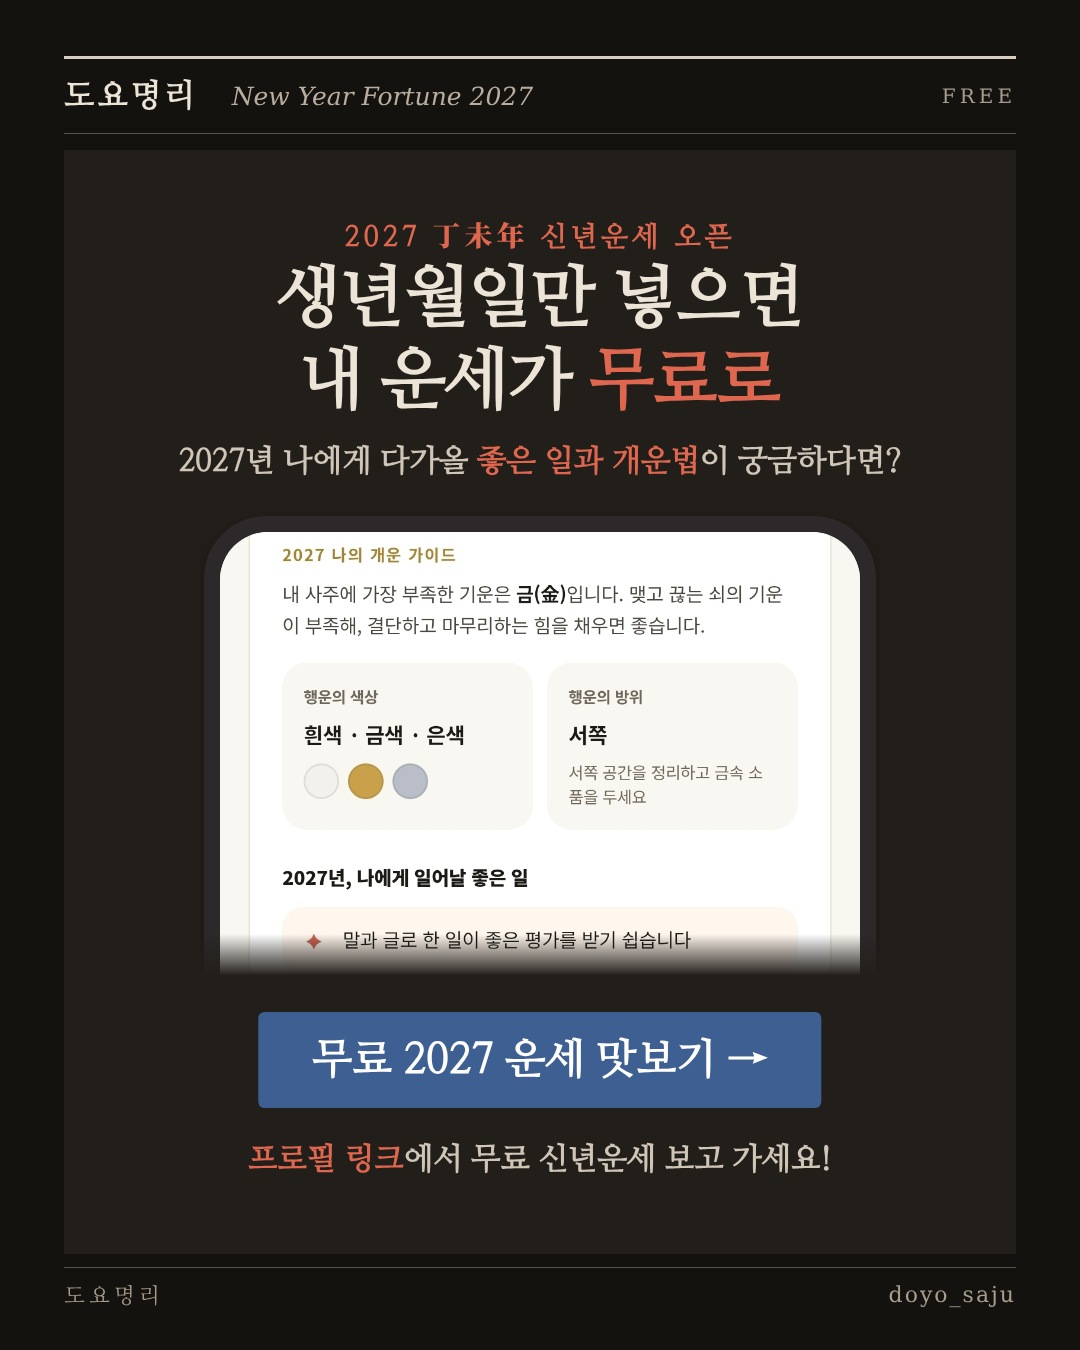 도요명리 New Year Fortune 2027 FREE
2027 丁未年 신년운세 오픈
생년월일만 넣으면
내 운세가 무료로
2027년 나에게 다가올 좋은 일과 개운법이 궁금하다면?
2027 나의 개운 가이드
내 사주에 가장 부족한 기운은 금(金)입니다. 맺고 끊는 쇠의 기운
이 부족해, 결단하고 마무리하는 힘을 채우면 좋습니다.
행운의 색상
흰색 · 금색 · 은색
행운의 방위
서쪽
서쪽 공간을 정리하고 금속 소
품을 두세요
2027년, 나에게 일어날 좋은 일
말과 글로 한 일이 좋은 평가를 받기 쉽습니다
무료 2027 운세 맛보기 →
프로필 링크에서 무료 신년운세 보고 가세요!
도요명리 doyo_saju